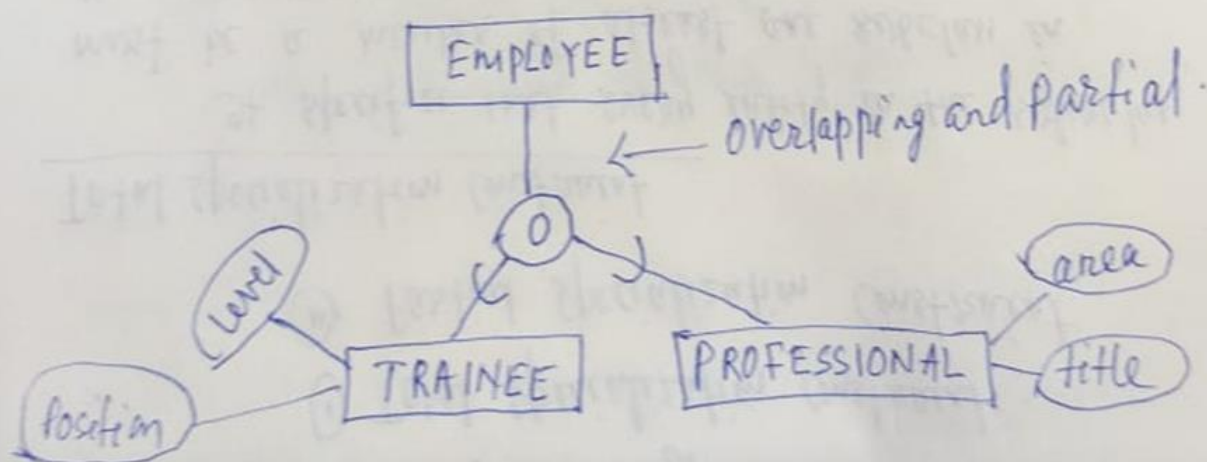 EMPLOYEE
overlapping and Partial.
O
Level
area
TRAINEE
PROFESSIONAL
title
Position